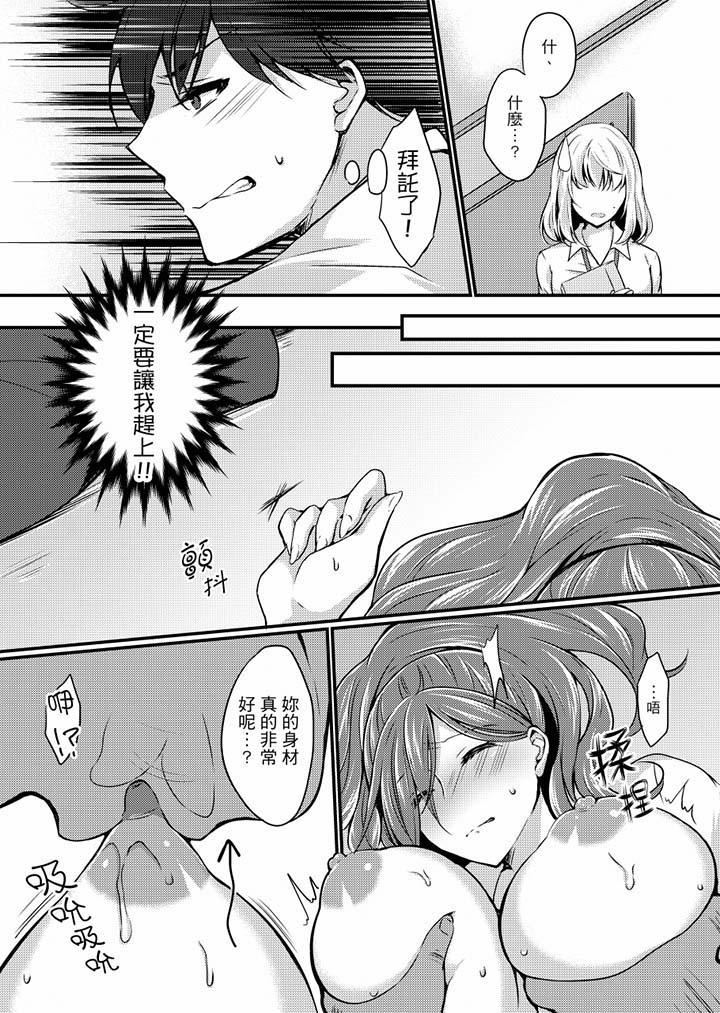 什、
什麼…？
拜託了！
一定要讓我趕上！！
顫
抖
…唔
揉
捏
妳的身材
真的非常
好呢…？
呷!?
吸吮吸吮